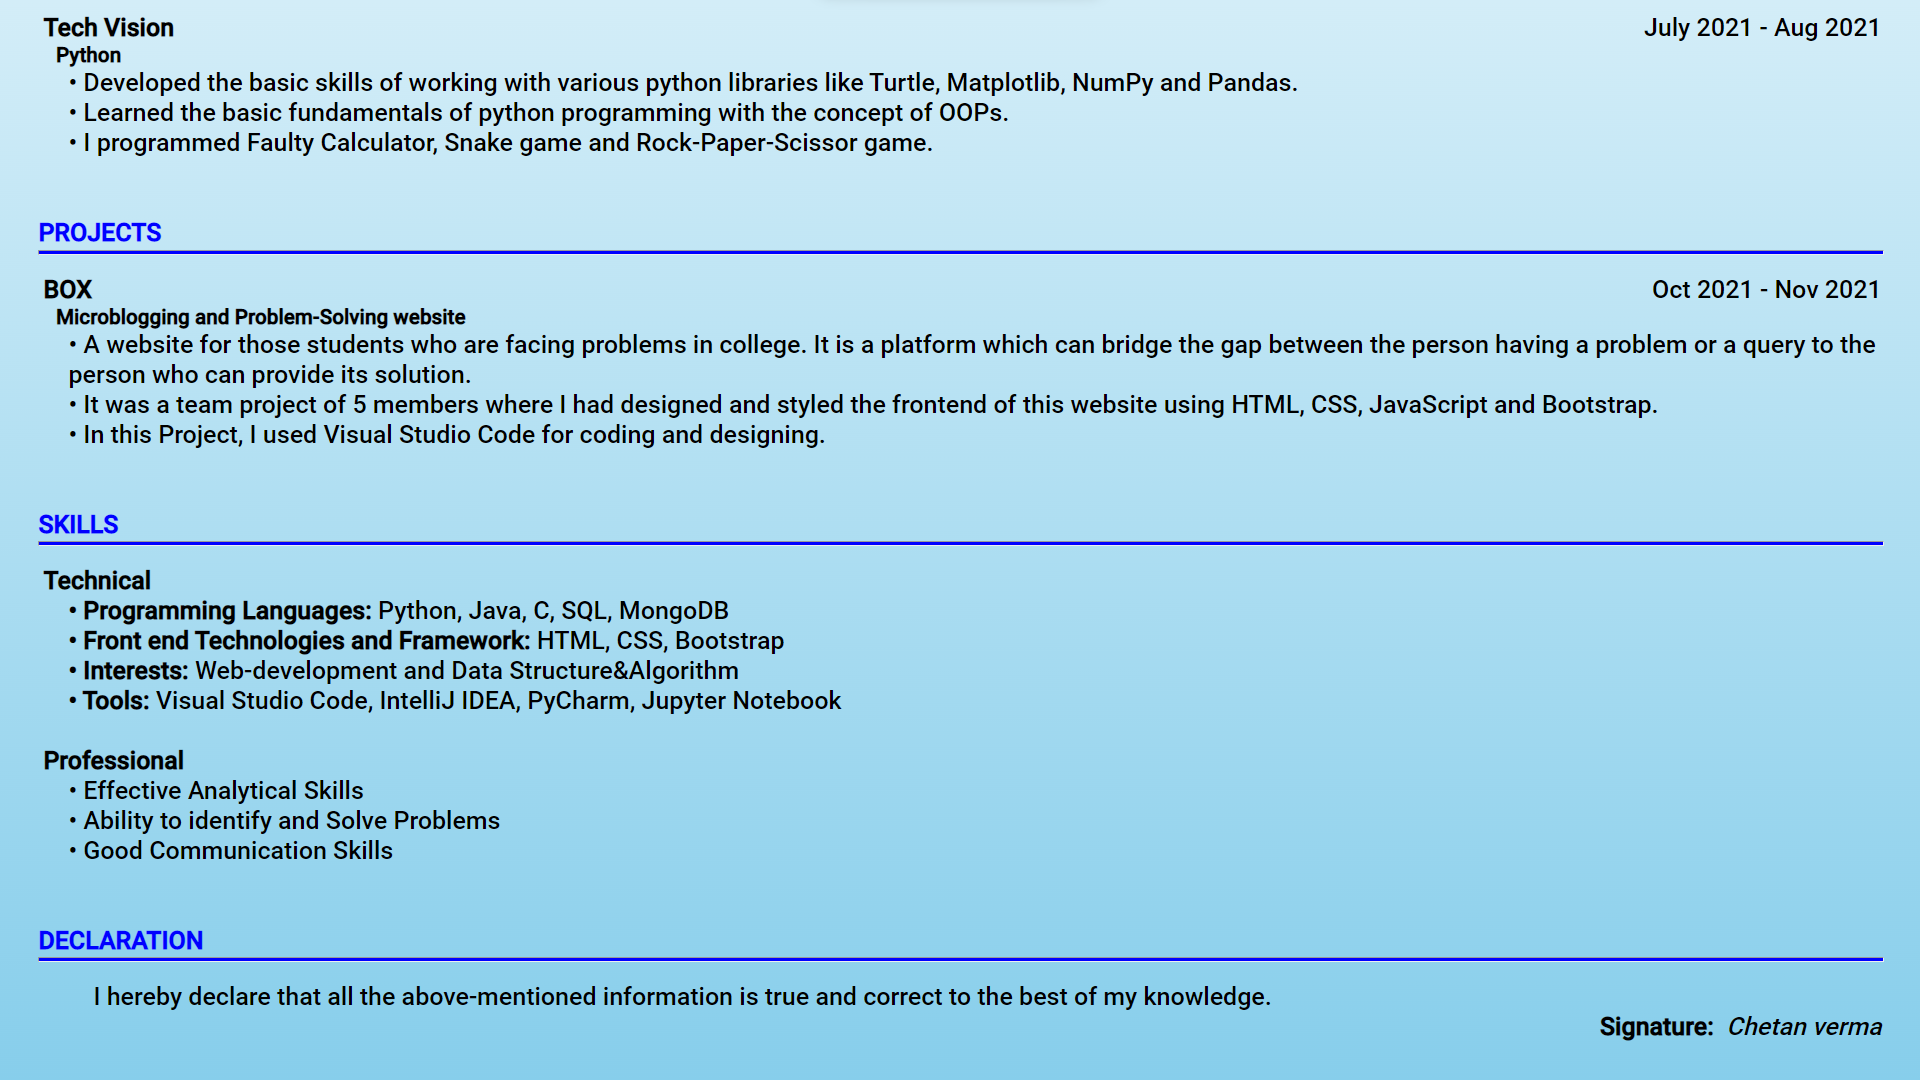 Tech Vision July 2021 - Aug 2021
Python
• Developed the basic skills of working with various python libraries like Turtle, Matplotlib, NumPy and Pandas.
• Learned the basic fundamentals of python programming with the concept of OOPs.
• I programmed Faulty Calculator, Snake game and Rock-Paper-Scissor game.
PROJECTS
BOX Oct 2021 - Nov 2021
Microblogging and Problem-Solving website
• A website for those students who are facing problems in college. It is a platform which can bridge the gap between the person having a problem or a query to the
person who can provide its solution.
• It was a team project of 5 members where I had designed and styled the frontend of this website using HTML, CSS, JavaScript and Bootstrap.
• In this Project, I used Visual Studio Code for coding and designing.
SKILLS
Technical
• Programming Languages: Python, Java, C, SQL, MongoDB
• Front end Technologies and Framework: HTML, CSS, Bootstrap
• Interests: Web-development and Data Structure&Algorithm
• Tools: Visual Studio Code, IntelliJ IDEA, PyCharm, Jupyter Notebook
Professional
• Effective Analytical Skills
• Ability to identify and Solve Problems
• Good Communication Skills
DECLARATION
I hereby declare that all the above-mentioned information is true and correct to the best of my knowledge.
Signature: Chetan verma